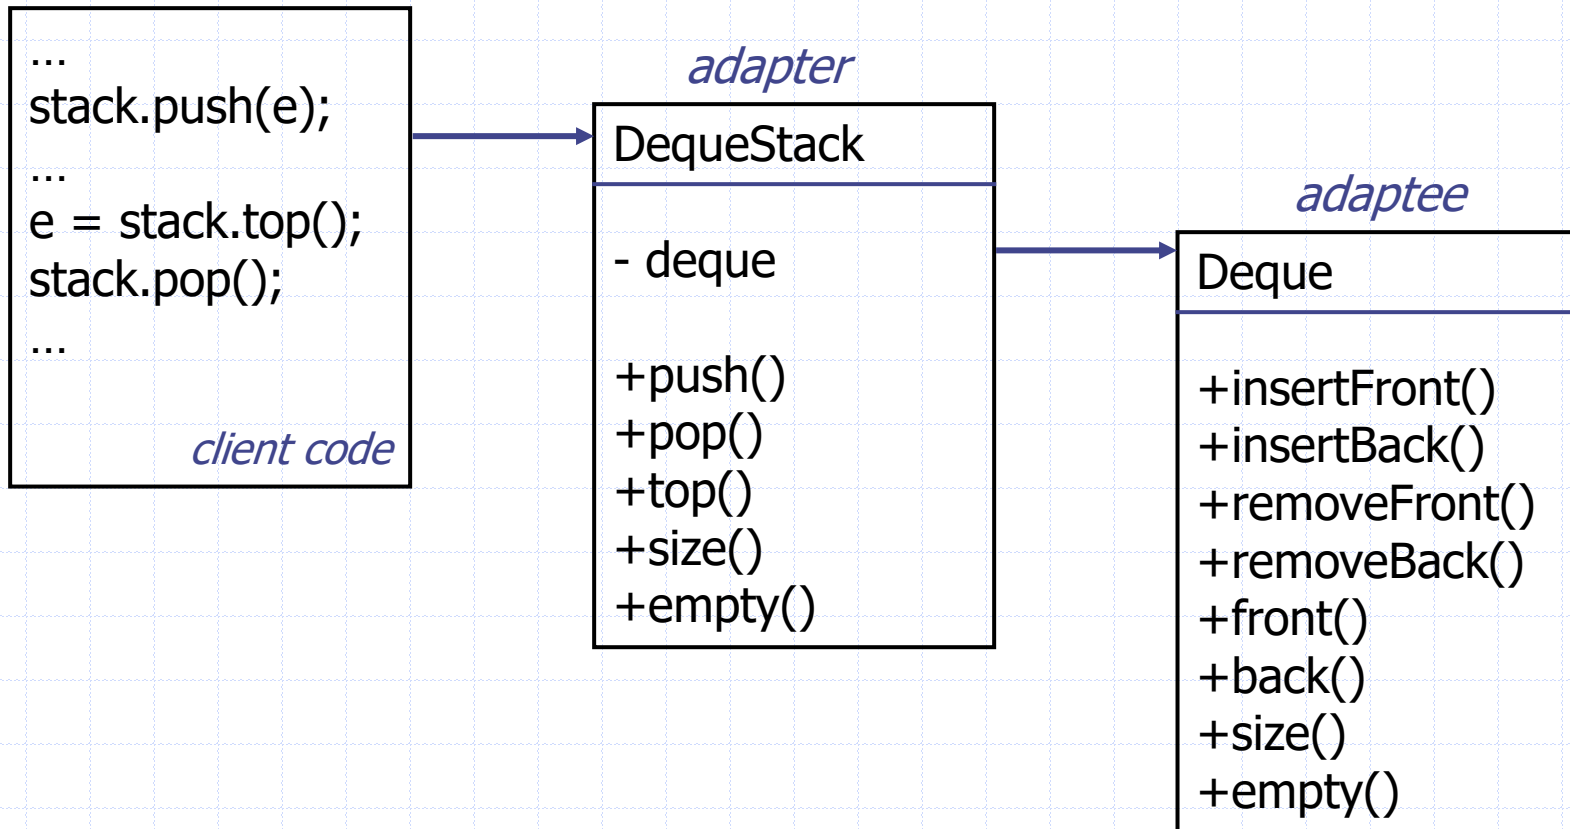 ...
stack.push(e);
...
e = stack.top();
stack.pop();
...
client code
adapter
DequeStack
- deque
+push()
+pop()
+top()
+size()
+empty()
adaptee
Deque
+insertFront()
+insertBack()
+removeFront()
+removeBack()
+front()
+back()
+size()
+empty()